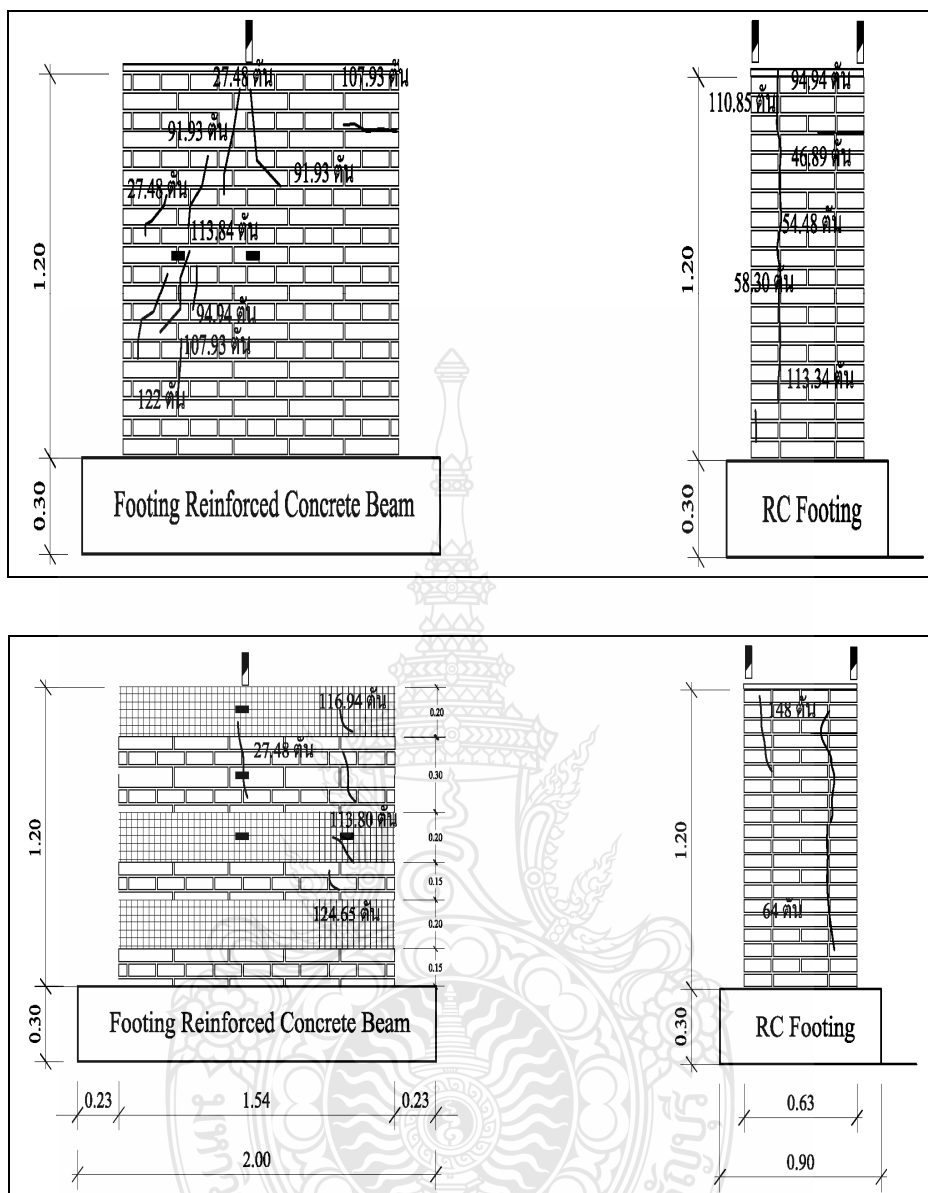 27.48 ตัน
107.93 ตัน
91.93 ตัน
91.93 ตัน
27.48 ตัน
113.84 ตัน
94.94 ตัน
107.93 ตัน
122 ตัน
1.20
0.30
Footing Reinforced Concrete Beam
94.94 ตัน
110.85 ตัน
46.89 ตัน
54.48 ตัน
58.30 ตัน
113.34 ตัน
1.20
0.30
RC Footing
116.94 ตัน
27.48 ตัน
113.80 ตัน
124.65 ตัน
0.20
0.30
0.20
0.15
0.20
0.15
1.20
0.30
Footing Reinforced Concrete Beam
0.23
1.54
0.23
2.00
148 ตัน
64 ตัน
1.20
0.30
RC Footing
0.63
0.90